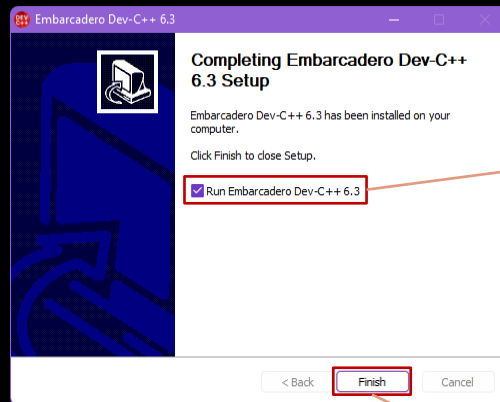 DEV C++ Embarcadero Dev-C++ 6.3
Completing Embarcadero Dev-C++
6.3 Setup
Embarcadero Dev-C++ 6.3 has been installed on your
computer.
Click Finish to close Setup.
Run Embarcadero Dev-C++ 6.3
< Back Finish Cancel